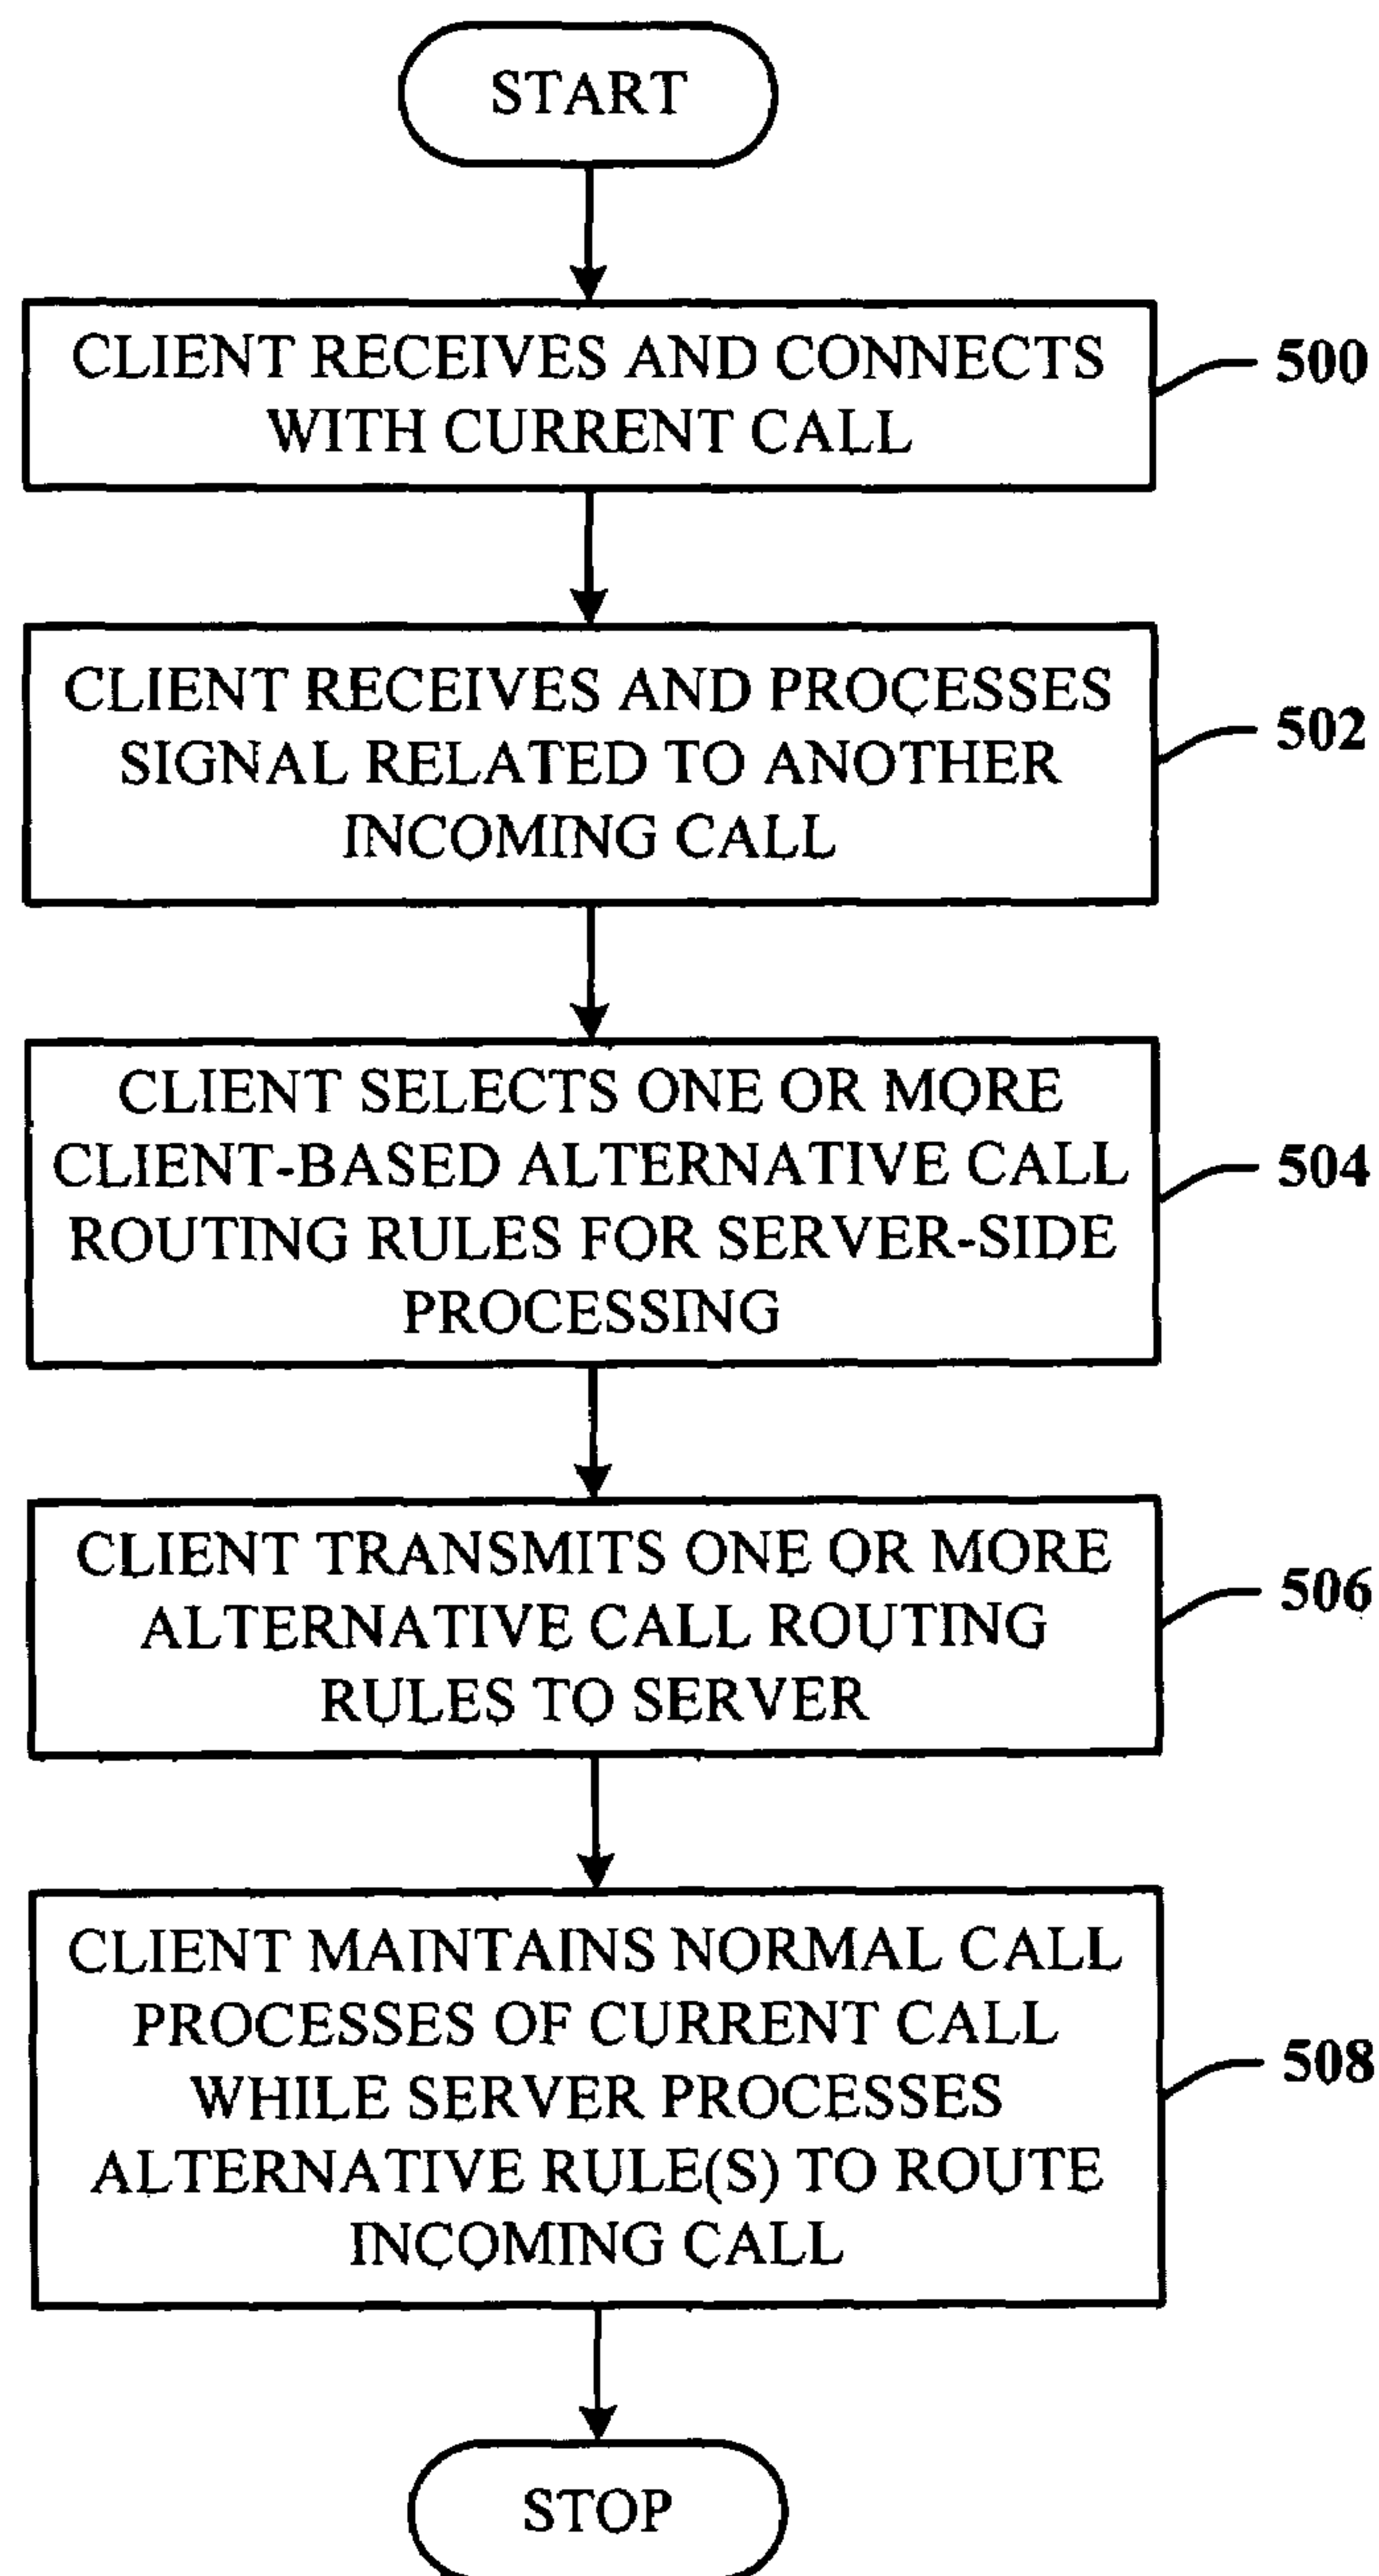 START
CLIENT RECEIVES AND CONNECTS
WITH CURRENT CALL
500
CLIENT RECEIVES AND PROCESSES
SIGNAL RELATED TO ANOTHER
INCOMING CALL
502
CLIENT SELECTS ONE OR MORE
CLIENT-BASED ALTERNATIVE CALL
ROUTING RULES FOR SERVER-SIDE
PROCESSING
504
CLIENT TRANSMITS ONE OR MORE
ALTERNATIVE CALL ROUTING
RULES TO SERVER
506
CLIENT MAINTAINS NORMAL CALL
PROCESSES OF CURRENT CALL
WHILE SERVER PROCESSES
ALTERNATIVE RULE(S) TO ROUTE
INCOMING CALL
508
STOP